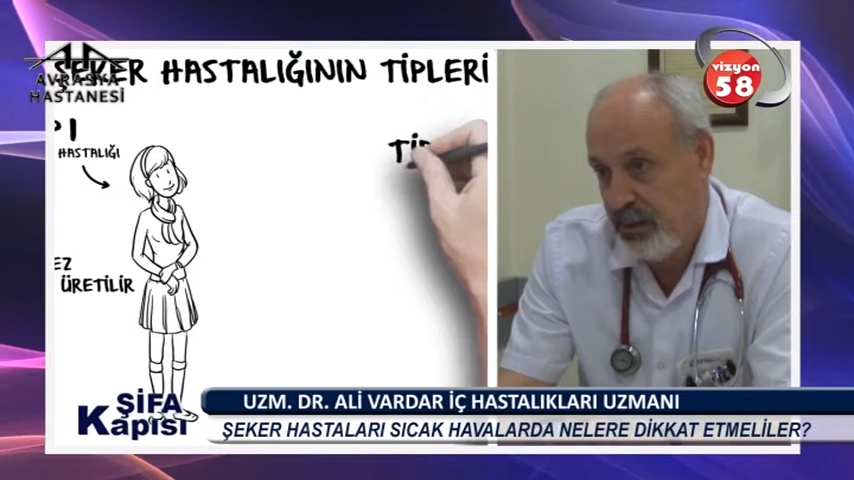 ŞEKER HASTALIĞININ TİPLERİ
AVRASYA
HASTANESİ
vizyon
58
HASTALIĞI
ÜRETİLİR
ŞİFA
Kapısı
UZM. DR. ALİ VARDAR İÇ HASTALIKLARI UZMANI
ŞEKER HASTALARI SICAK HAVALARDA NELERE DİKKAT ETMELİLER?